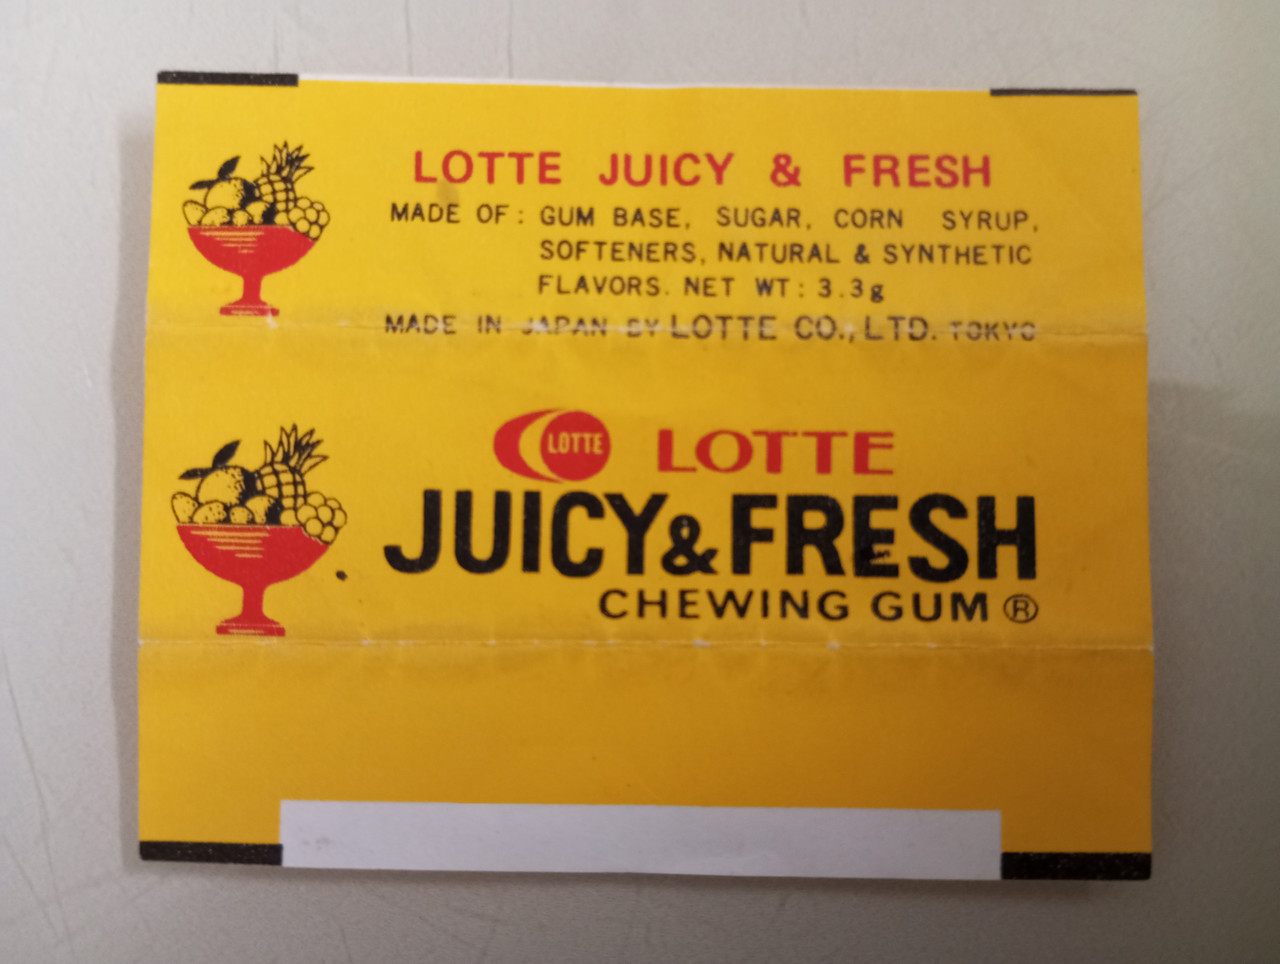 LOTTE JUICY & FRESH
MADE OF: GUM BASE, SUGAR, CORN SYRUP,
SOFTENERS, NATURAL & SYNTHETIC
FLAVORS. NET WT: 3.3g
MADE IN JAPAN BY LOTTE CO., LTD. TOKYO
LOTTE LOTTE
JUICY & FRESH
CHEWING GUM ®